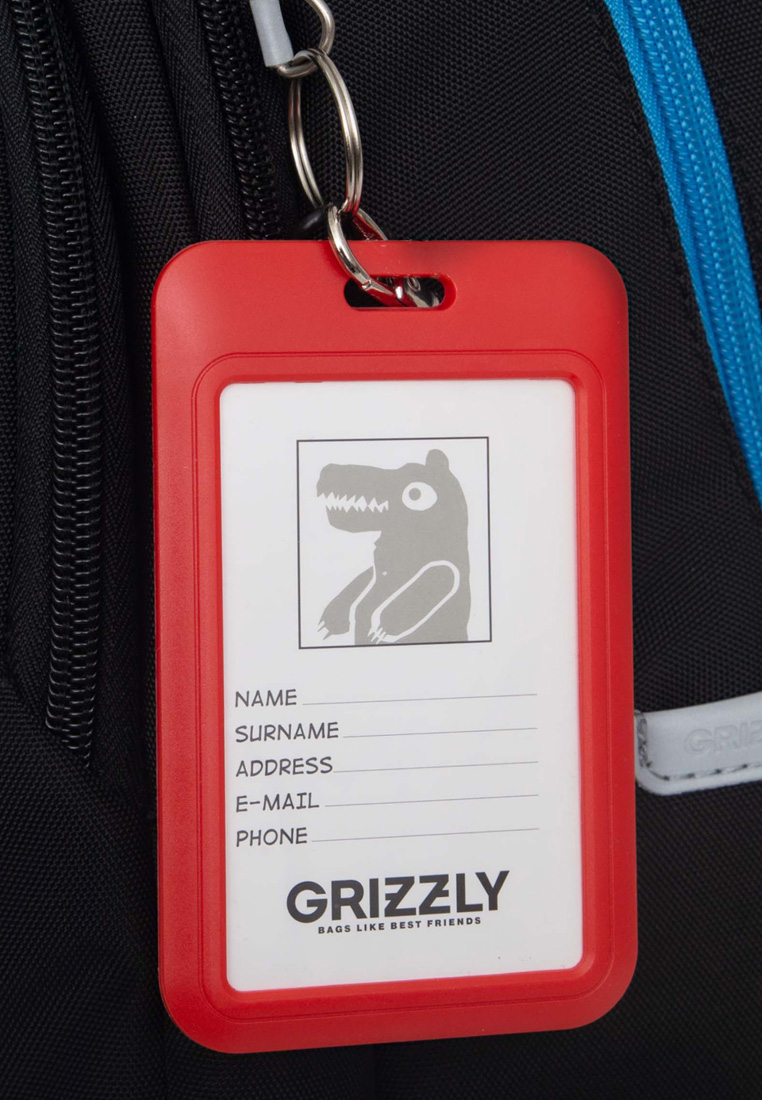 NAME
SURNAME
ADDRESS
E-MAIL
PHONE
GRIZZLY
BAGS LIKE BEST FRIENDS